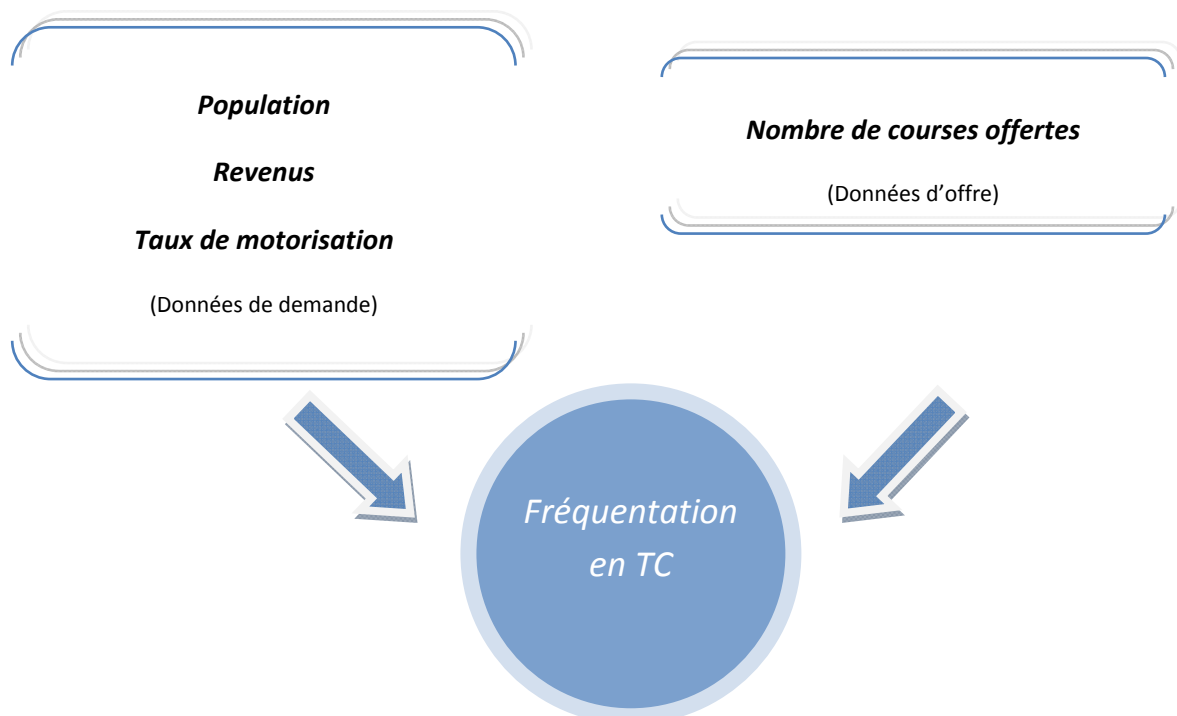 Population
Revenus
Taux de motorisation
(Données de demande)
Nombre de courses offertes
(Données d’offre)
Fréquentation
en TC